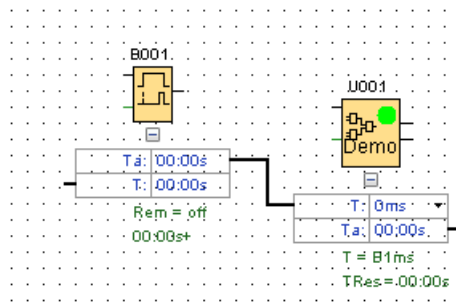 B001
U001
Demo
Ta: 00:00s
T: 00:00s
Rem = off
00:00s+
T: 0ms
Ta: 00:00s
T = 81ms
TRes=00:00s